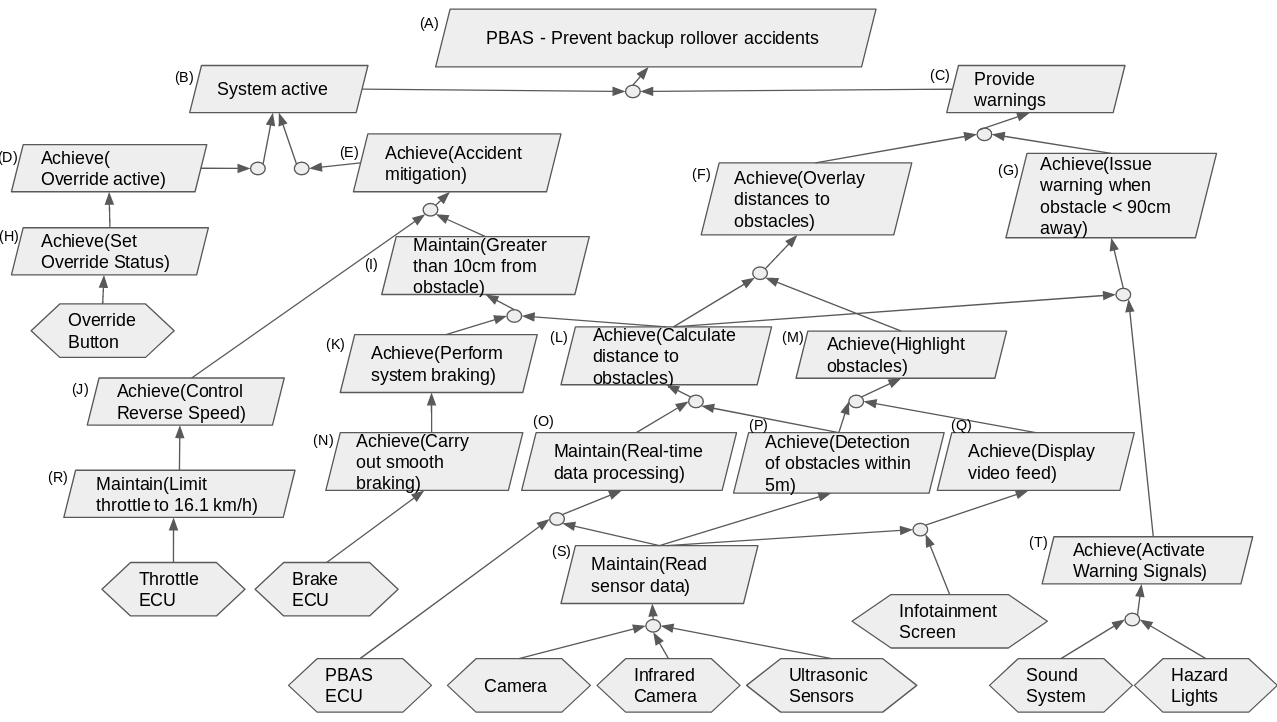 (A)
PBAS - Prevent backup rollover accidents
(B)
System active
(C)
Provide
warnings
(D)
Achieve(
Override active)
(E)
Achieve(Accident
mitigation)
(F)
Achieve(Overlay
distances to
obstacles)
(G)
Achieve(Issue
warning when
obstacle < 90cm
away)
(H)
Achieve(Set
Override Status)
(I)
Maintain(Greater
than 10cm from
obstacle)
Override
Button
(K)
Achieve(Perform
system braking)
(L)
Achieve(Calculate
distance to
obstacles)
(M)
Achieve(Highlight
obstacles)
(J)
Achieve(Control
Reverse Speed)
(N)
Achieve(Carry
out smooth
braking)
(O)
Maintain(Real-time
data processing)
(P)
Achieve(Detection
of obstacles within
5m)
(Q)
Achieve(Display
video feed)
(R)
Maintain(Limit
throttle to 16.1 km/h)
(S)
Maintain(Read
sensor data)
(T)
Achieve(Activate
Warning Signals)
Throttle
ECU
Brake
ECU
Infotainment
Screen
PBAS
ECU
Camera
Infrared
Camera
Ultrasonic
Sensors
Sound
System
Hazard
Lights